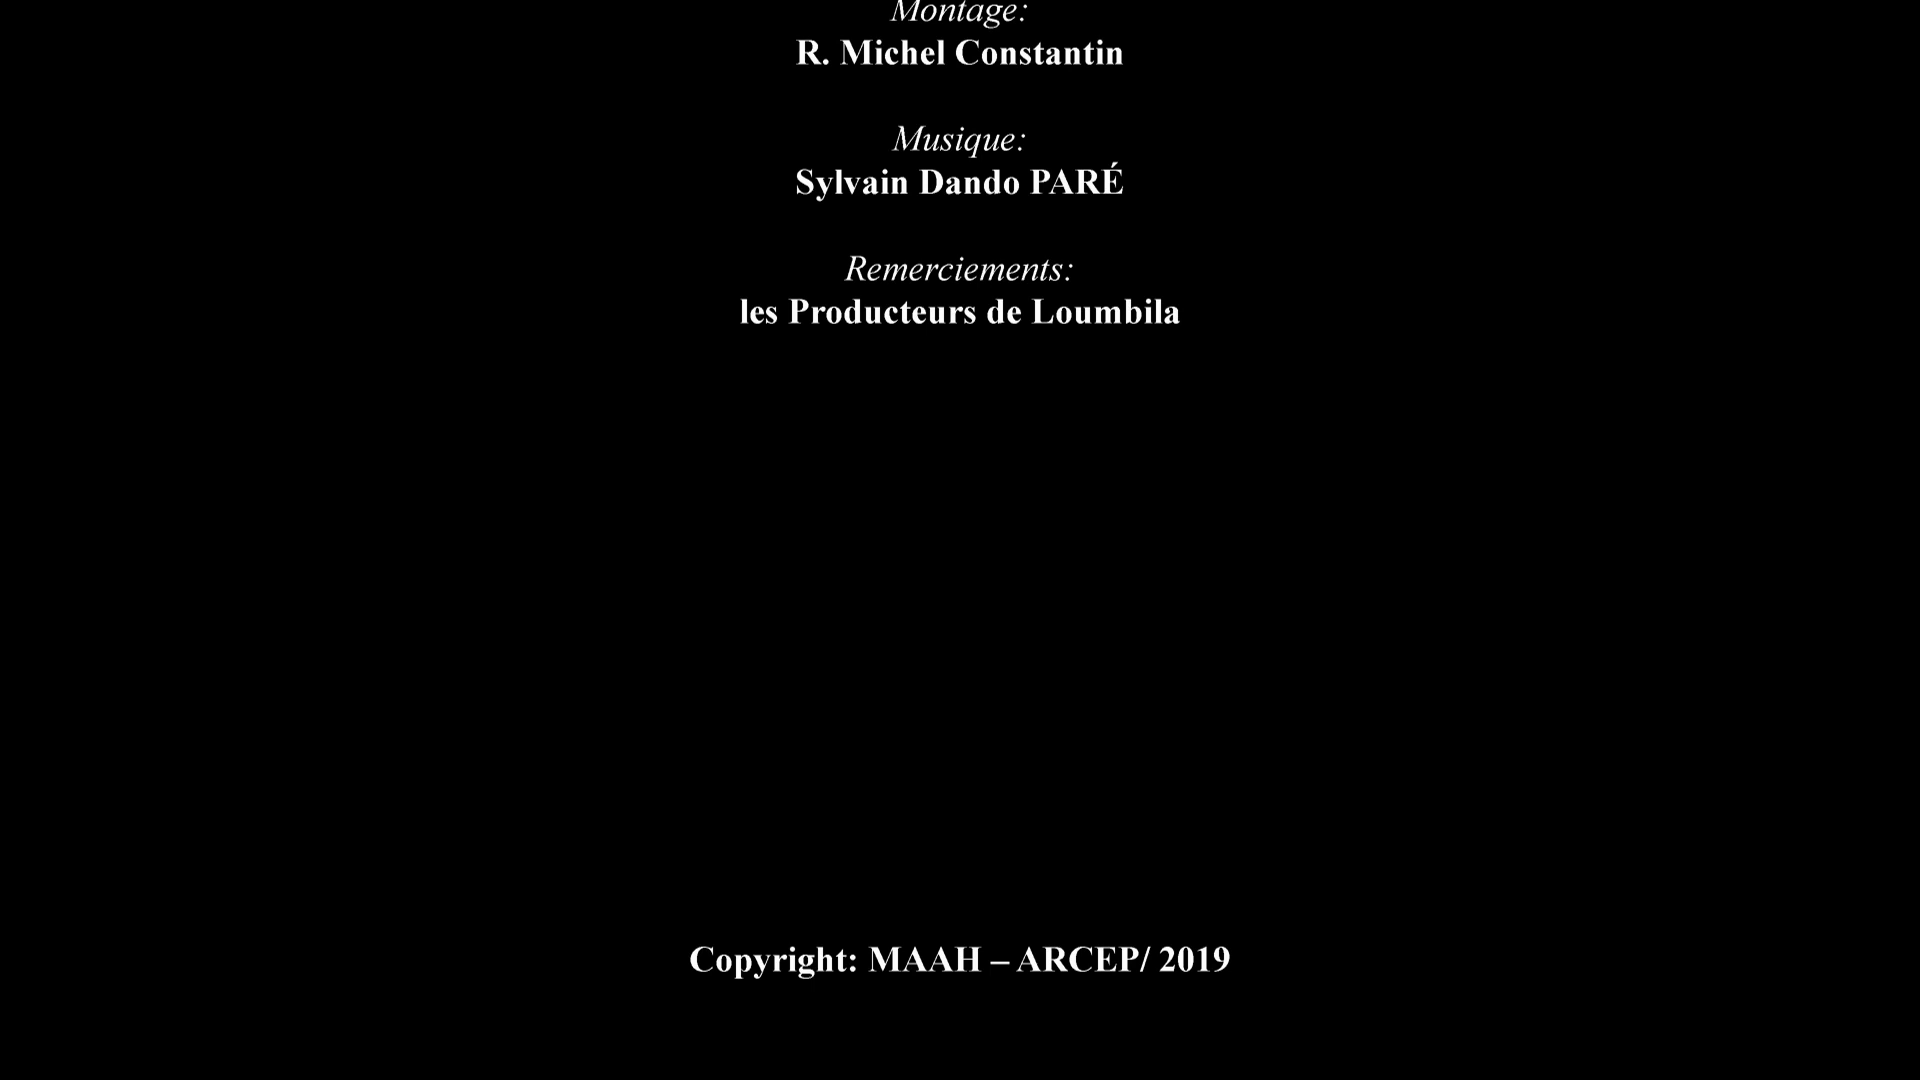 Montage:
R. Michel Constantin
Musique:
Sylvain Dando PARÉ
Remerciements:
les Producteurs de Loumbila
Copyright: MAAH – ARCEP/ 2019